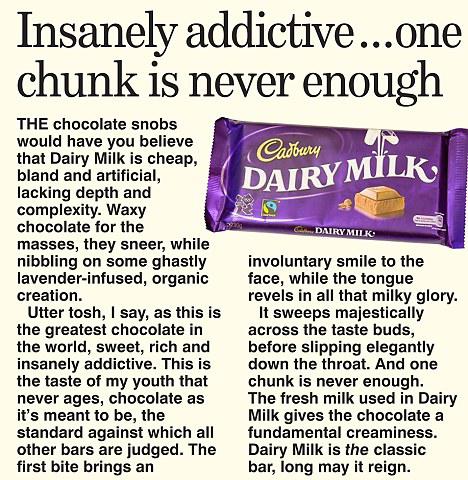 Insanely addictive...one
chunk is never enough
THE chocolate snobs
would have you believe
that Dairy Milk is cheap,
bland and artificial,
lacking depth and
complexity. Waxy
chocolate for the
masses, they sneer, while
nibbling on some ghastly
lavender-infused, organic
creation.
Utter tosh, I say, as this is
the greatest chocolate in
the world, sweet, rich and
insanely addictive. This is
the taste of my youth that
never ages, chocolate as
it's meant to be, the
standard against which all
other bars are judged. The
first bite brings an
Cadbury
DAIRY MILK
Cadbury DAIRY MILK
involuntary smile to the
face, while the tongue
revels in all that milky glory.
It sweeps majestically
across the taste buds,
before slipping elegantly
down the throat. And one
chunk is never enough.
The fresh milk used in Dairy
Milk gives the chocolate a
fundamental creaminess.
Dairy Milk is the classic
bar, long may it reign.